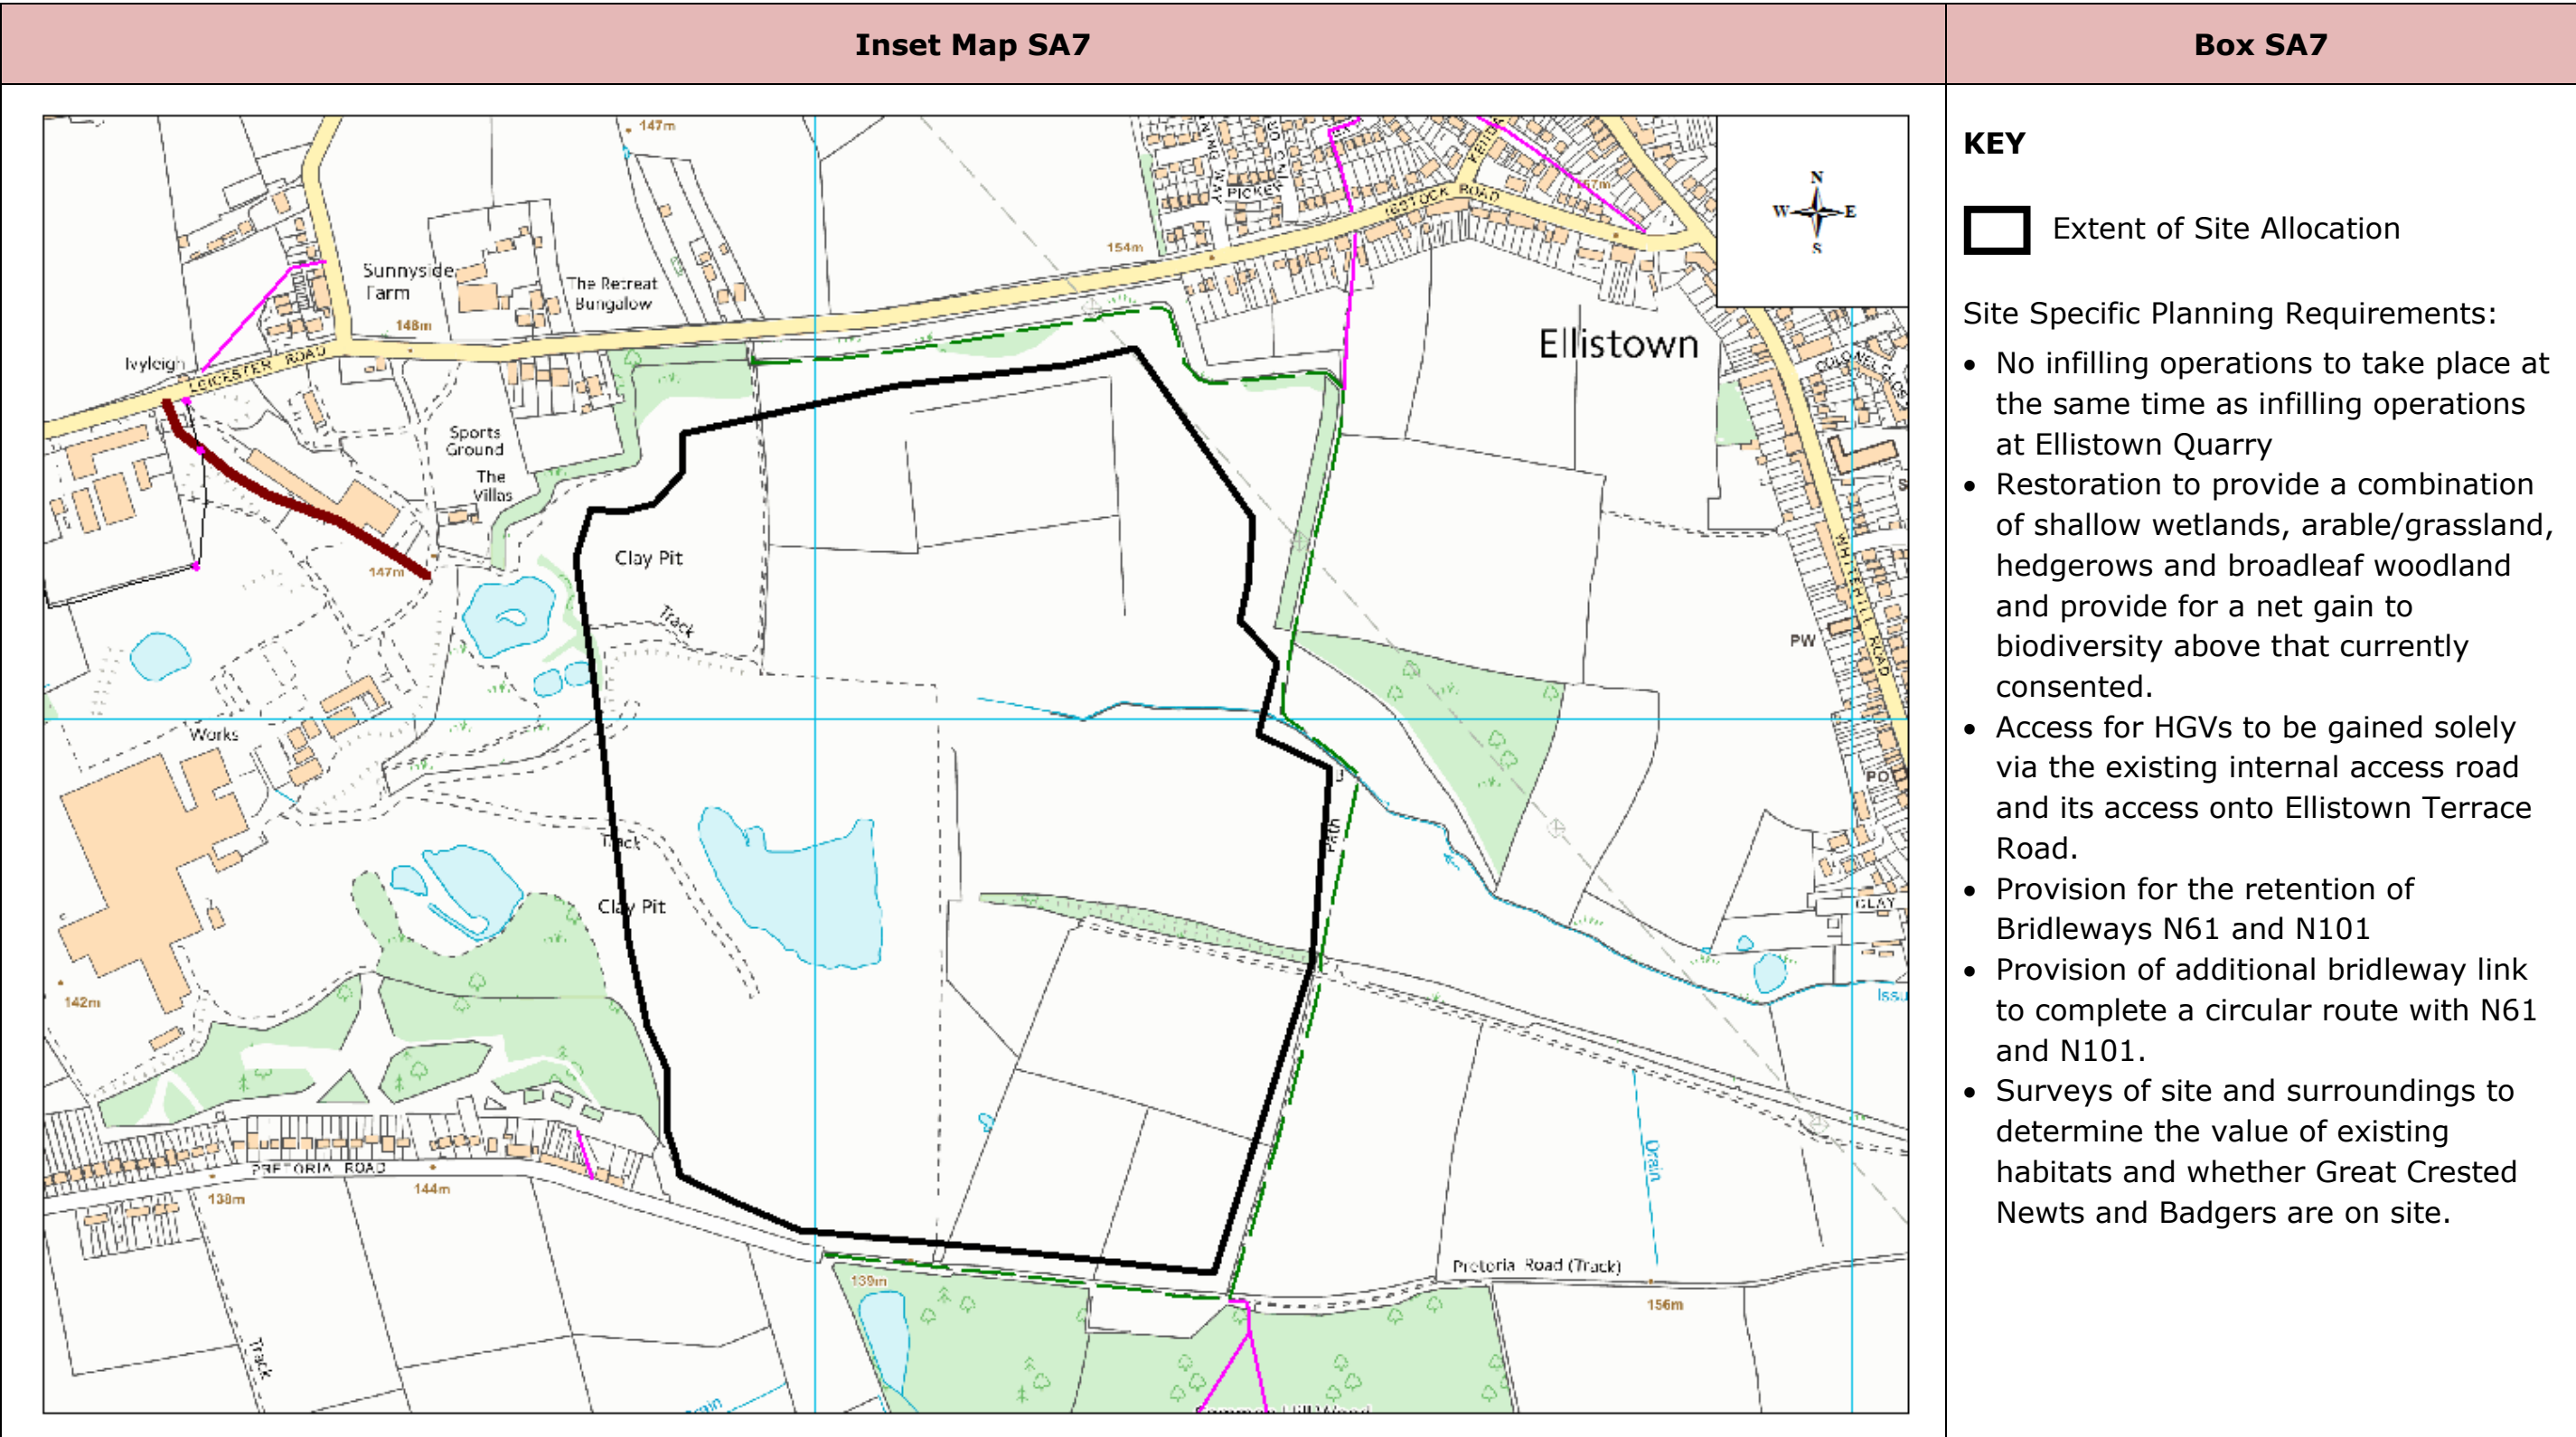 Inset Map SA7
Box SA7
147m
PICKEY
IBSTOCK ROAD
154m
N
W E
S
Sunnyside
Farm
The Retreat
Bungalow
148m
Ivyleigh
LEICESTER ROAD
Ellistown
Sports
Ground
The
Villas
147m
Clay Pit
Track
PW
WHITEHILL ROAD
Works
PO
Path
Track
Clay Pit
142m
Issu
PRETORIA ROAD
138m
144m
Drain
139m
Pretoria Road (Track)
156m
Track
KEY
Extent of Site Allocation
Site Specific Planning Requirements:
• No infilling operations to take place at
the same time as infilling operations
at Ellistown Quarry
• Restoration to provide a combination
of shallow wetlands, arable/grassland,
hedgerows and broadleaf woodland
and provide for a net gain to
biodiversity above that currently
consented.
• Access for HGVs to be gained solely
via the existing internal access road
and its access onto Ellistown Terrace
Road.
• Provision for the retention of
Bridleways N61 and N101
• Provision of additional bridleway link
to complete a circular route with N61
and N101.
• Surveys of site and surroundings to
determine the value of existing
habitats and whether Great Crested
Newts and Badgers are on site.